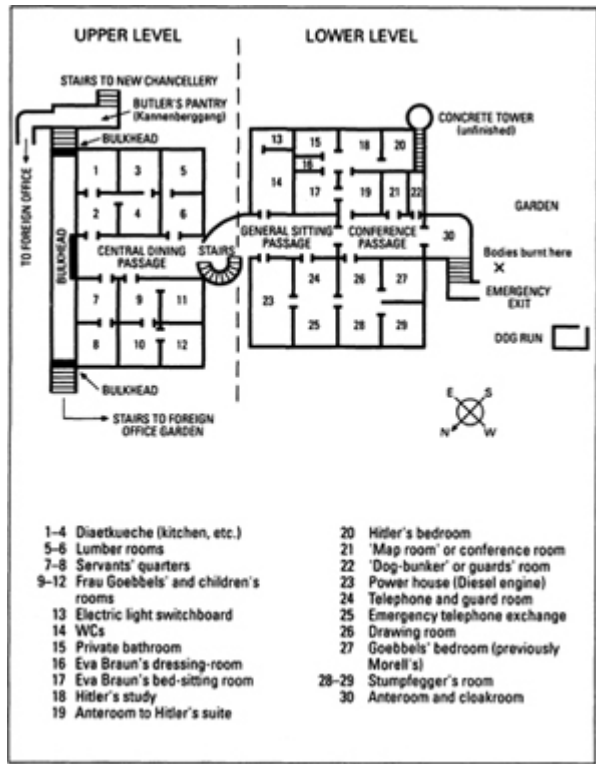 UPPER LEVEL
LOWER LEVEL
STAIRS TO NEW CHANCELLERY
BUTLER'S PANTRY
(Kannenberggang)
BULKHEAD
TO FOREIGN OFFICE
BULKHEAD
1
3
5
2
4
6
CENTRAL DINING
PASSAGE
STAIRS
7
9
11
8
10
12
BULKHEAD
STAIRS TO FOREIGN
OFFICE GARDEN
CONCRETE TOWER
(unfinished)
13
15
18
20
16
14
17
19
21
22
GARDEN
GENERAL SITTING
PASSAGE
CONFERENCE
PASSAGE
30
Bodies burnt here
X
EMERGENCY
EXIT
24
26
27
23
25
28
29
DOG RUN
E
S
N
W
1–4 Diaetkueche (kitchen, etc.)
5–6 Lumber rooms
7–8 Servants' quarters
9–12 Frau Goebbels' and children's
rooms
13 Electric light switchboard
14 WCs
15 Private bathroom
16 Eva Braun's dressing-room
17 Eva Braun's bed-sitting room
18 Hitler's study
19 Anteroom to Hitler's suite
20 Hitler's bedroom
21 'Map room' or conference room
22 'Dog-bunker' or guards' room
23 Power house (Diesel engine)
24 Telephone and guard room
25 Emergency telephone exchange
26 Drawing room
27 Goebbels' bedroom (previously
Morell's)
28–29 Stumpfegger's room
30 Anteroom and cloakroom